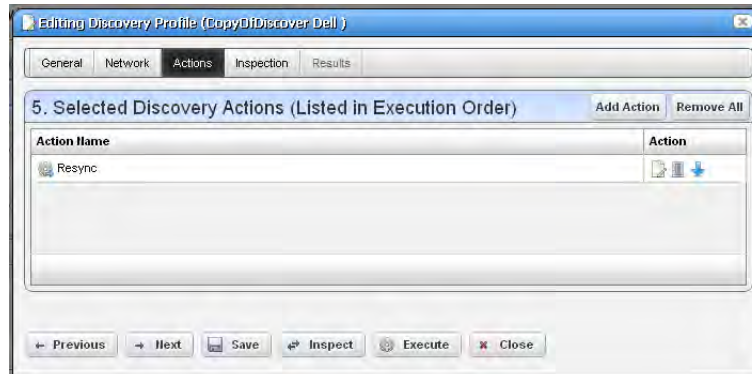 Editing Discovery Profile (CopyOfDiscover Dell )
General Network Actions Inspection Results
5. Selected Discovery Actions (Listed in Execution Order) Add Action Remove All
Action Name Action
Resync
Previous Next Save Inspect Execute Close